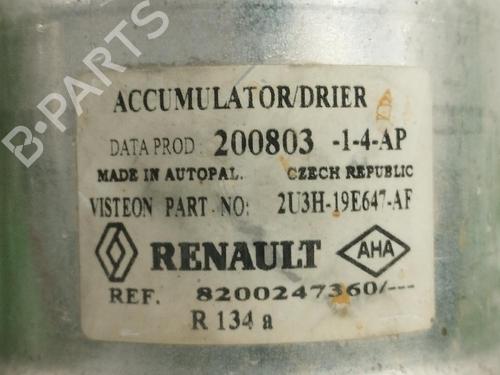 B-PARTS
ACCUMULATOR/DRIER
DATA PROD 200803 -1-4-AP
MADE IN AUTOPAL. CZECH REPUBLIC
VISTEON PART NO: 2U3H-19E647-AF
RENAULT AHA
REF. 8200247360/---
R 134 a